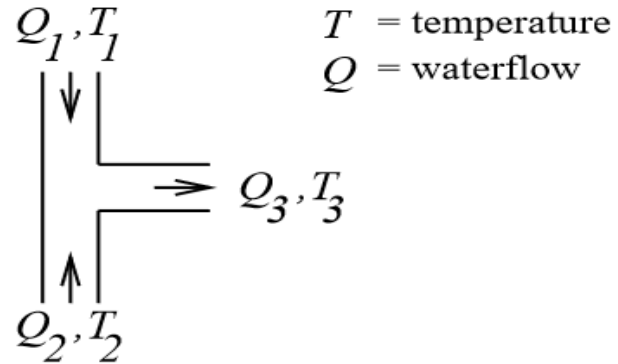 Q1,T1
T = temperature
Q = waterflow
Q3,T3
Q2,T2